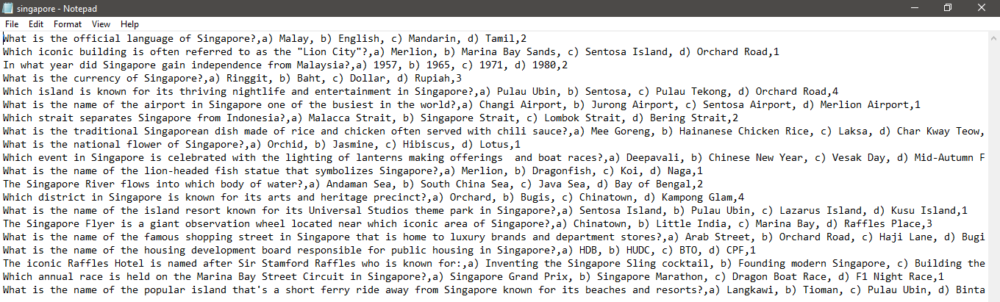 singapore - Notepad
File Edit Format View Help
What is the official language of Singapore?,a) Malay, b) English, c) Mandarin, d) Tamil,2
Which iconic building is often referred to as the "Lion City"?,a) Merlion, b) Marina Bay Sands, c) Sentosa Island, d) Orchard Road,1
In what year did Singapore gain independence from Malaysia?,a) 1957, b) 1965, c) 1971, d) 1980,2
What is the currency of Singapore?,a) Ringgit, b) Baht, c) Dollar, d) Rupiah,3
Which island is known for its thriving nightlife and entertainment in Singapore?,a) Pulau Ubin, b) Sentosa, c) Pulau Tekong, d) Orchard Road,4
What is the name of the airport in Singapore one of the busiest in the world?,a) Changi Airport, b) Jurong Airport, c) Sentosa Airport, d) Merlion Airport,1
Which strait separates Singapore from Indonesia?,a) Malacca Strait, b) Singapore Strait, c) Lombok Strait, d) Bering Strait,2
What is the traditional Singaporean dish made of rice and chicken often served with chili sauce?,a) Mee Goreng, b) Hainanese Chicken Rice, c) Laksa, d) Char Kway Teow,
What is the national flower of Singapore?,a) Orchid, b) Jasmine, c) Hibiscus, d) Lotus,1
Which event in Singapore is celebrated with the lighting of lanterns making offerings  and boat races?,a) Deepavali, b) Chinese New Year, c) Vesak Day, d) Mid-Autumn F
What is the name of the lion-headed fish statue that symbolizes Singapore?,a) Merlion, b) Dragonfish, c) Koi, d) Naga,1
The Singapore River flows into which body of water?,a) Andaman Sea, b) South China Sea, c) Java Sea, d) Bay of Bengal,2
Which district in Singapore is known for its arts and heritage precinct?,a) Orchard, b) Bugis, c) Chinatown, d) Kampong Glam,4
What is the name of the island resort known for its Universal Studios theme park in Singapore?,a) Sentosa Island, b) Pulau Ubin, c) Lazarus Island, d) Kusu Island,1
The Singapore Flyer is a giant observation wheel located near which iconic area of Singapore?,a) Chinatown, b) Little India, c) Marina Bay, d) Raffles Place,3
What is the name of the famous shopping street in Singapore that is home to luxury brands and department stores?,a) Arab Street, b) Orchard Road, c) Haji Lane, d) Bugi
What is the name of the housing development board responsible for public housing in Singapore?,a) HDB, b) HUDC, c) BTO, d) CPF,1
The iconic Raffles Hotel is named after Sir Stamford Raffles who is known for:,a) Inventing the Singapore Sling cocktail, b) Founding modern Singapore, c) Building the
Which annual race is held on the Marina Bay Street Circuit in Singapore?,a) Singapore Grand Prix, b) Singapore Marathon, c) Dragon Boat Race, d) F1 Night Race,1
What is the name of the popular island that's a short ferry ride away from Singapore known for its beaches and resorts?,a) Langkawi, b) Tioman, c) Pulau Ubin, d) Binta